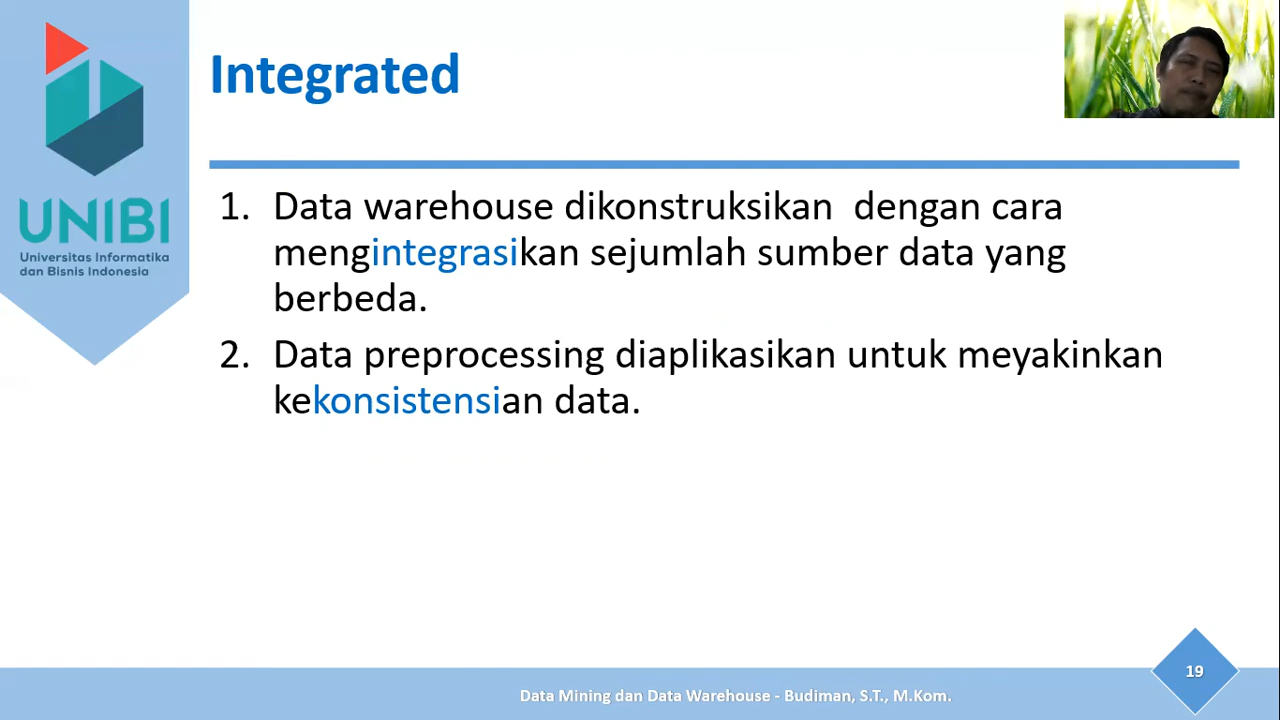 Integrated
UNIBI
Universitas Informatika
dan Bisnis Indonesia
1. Data warehouse dikonstruksikan dengan cara
mengintegrasikan sejumlah sumber data yang
berbeda.
2. Data preprocessing diaplikasikan untuk meyakinkan
kekonsistensian data.
19
Data Mining dan Data Warehouse - Budiman, S.T., M.Kom.